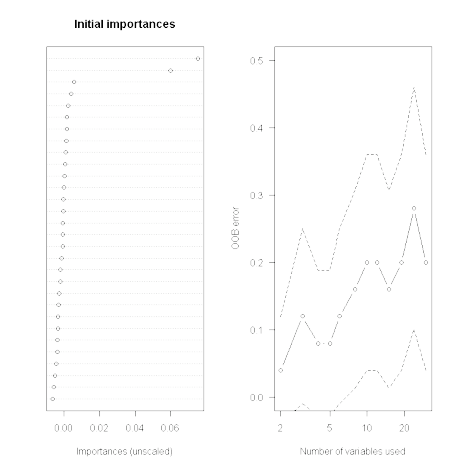 Initial importances
0.5
0.4
0.3
0.2
0.1
0.0
OOB error
0.00 0.02 0.04 0.06
2 5 10 20
Importances (unscaled)
Number of variables used